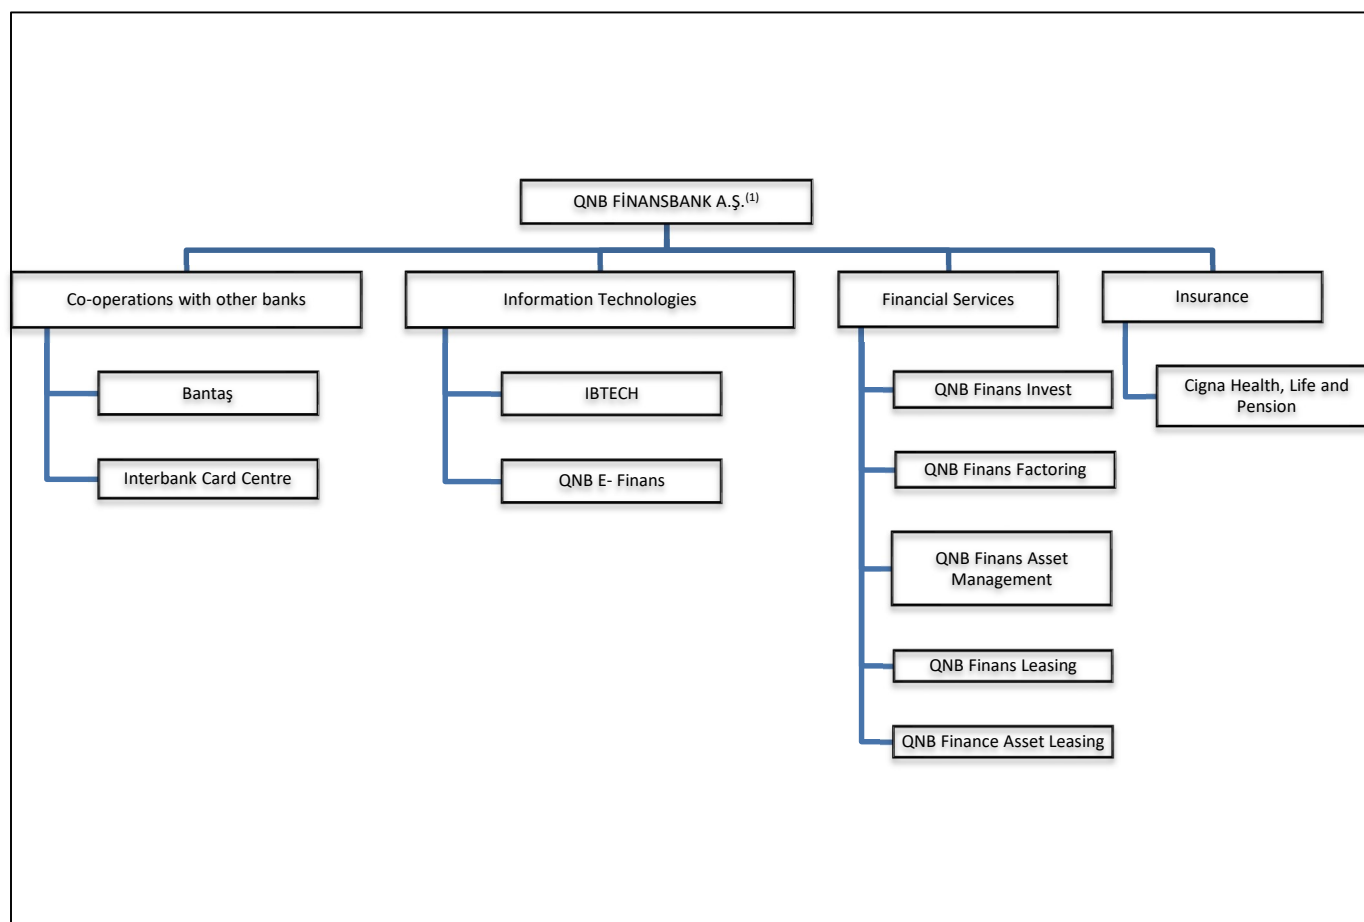 QNB FİNANSBANK A.Ş.(1)
Co-operations with other banks
Information Technologies
Financial Services
Insurance
Bantaş
Interbank Card Centre
IBTECH
QNB E- Finans
QNB Finans Invest
QNB Finans Factoring
QNB Finans Asset
Management
QNB Finans Leasing
QNB Finance Asset Leasing
Cigna Health, Life and
Pension